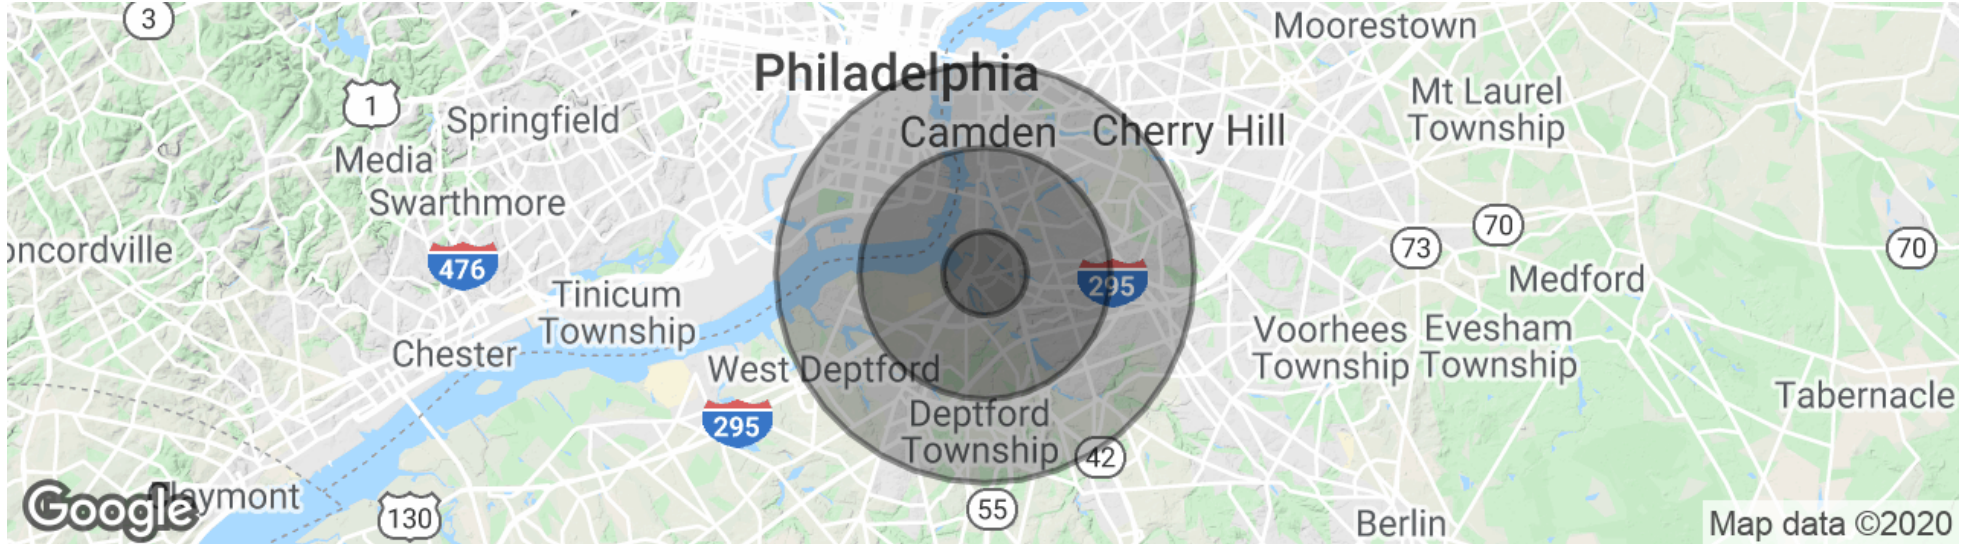 3
Moorestown
Philadelphia
1
Mt Laurel
Township
Springfield
Camden
Cherry Hill
Media
Swarthmore
70
73
70
oncordville
476
295
Medford
Tinicum
Township
Voorhees
Township
Evesham
Township
Chester
West Deptford
Tabernacle
295
Deptford
Township
42
Claymont
Google
130
55
Berlin
Map data ©2020